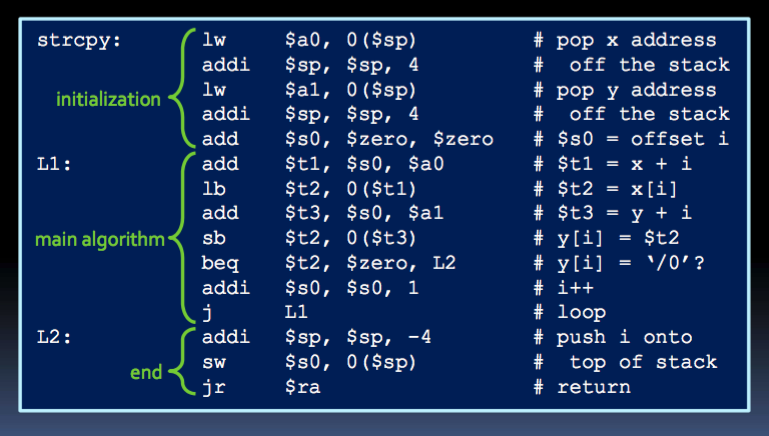 strcpy: lw $a0, 0($sp) # pop x address
addi $sp, $sp, 4 # off the stack
initialization lw $a1, 0($sp) # pop y address
addi $sp, $sp, 4 # off the stack
add $s0, $zero, $zero # $s0 = offset i
L1: add $t1, $s0, $a0 # $t1 = x + i
lb $t2, 0($t1) # $t2 = x[i]
add $t3, $s0, $a1 # $t3 = y + i
main algorithm sb $t2, 0($t3) # y[i] = $t2
beq $t2, $zero, L2 # y[i] = ‘/0’?
addi $s0, $s0, 1 # i++
j L1 # loop
L2: addi $sp, $sp, -4 # push i onto
end sw $s0, 0($sp) # top of stack
jr $ra # return